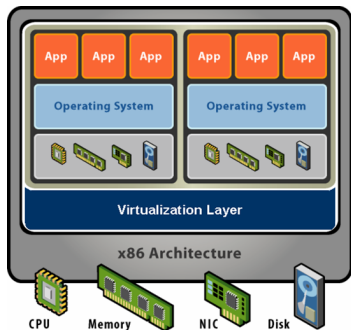 App App App App App App
Operating System Operating System
Virtualization Layer
x86 Architecture
CPU Memory NIC Disk